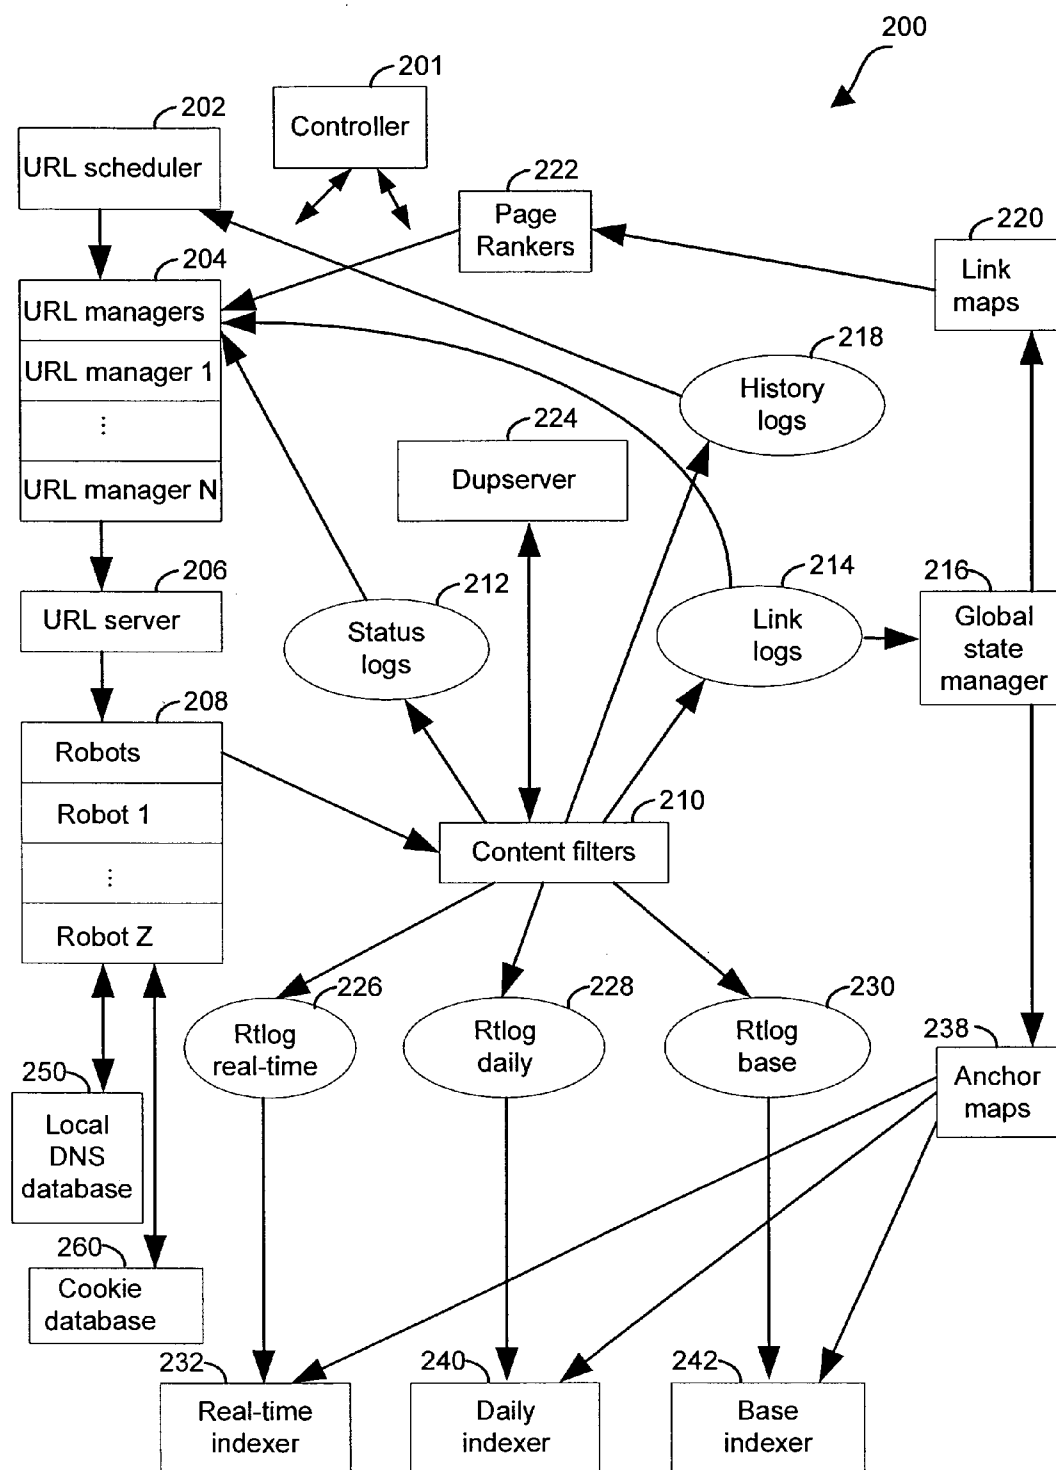 200
201
Controller
202
URL scheduler
222
Page
Rankers
220
Link
maps
204
URL managers
URL manager 1
⋮
URL manager N
218
History
logs
224
Dupserver
206
URL server
212
Status
logs
214
Link
logs
216
Global
state
manager
208
Robots
Robot 1
⋮
Robot Z
210
Content filters
226
Rtlog
real-time
228
Rtlog
daily
230
Rtlog
base
238
Anchor
maps
250
Local
DNS
database
260
Cookie
database
232
Real-time
indexer
240
Daily
indexer
242
Base
indexer